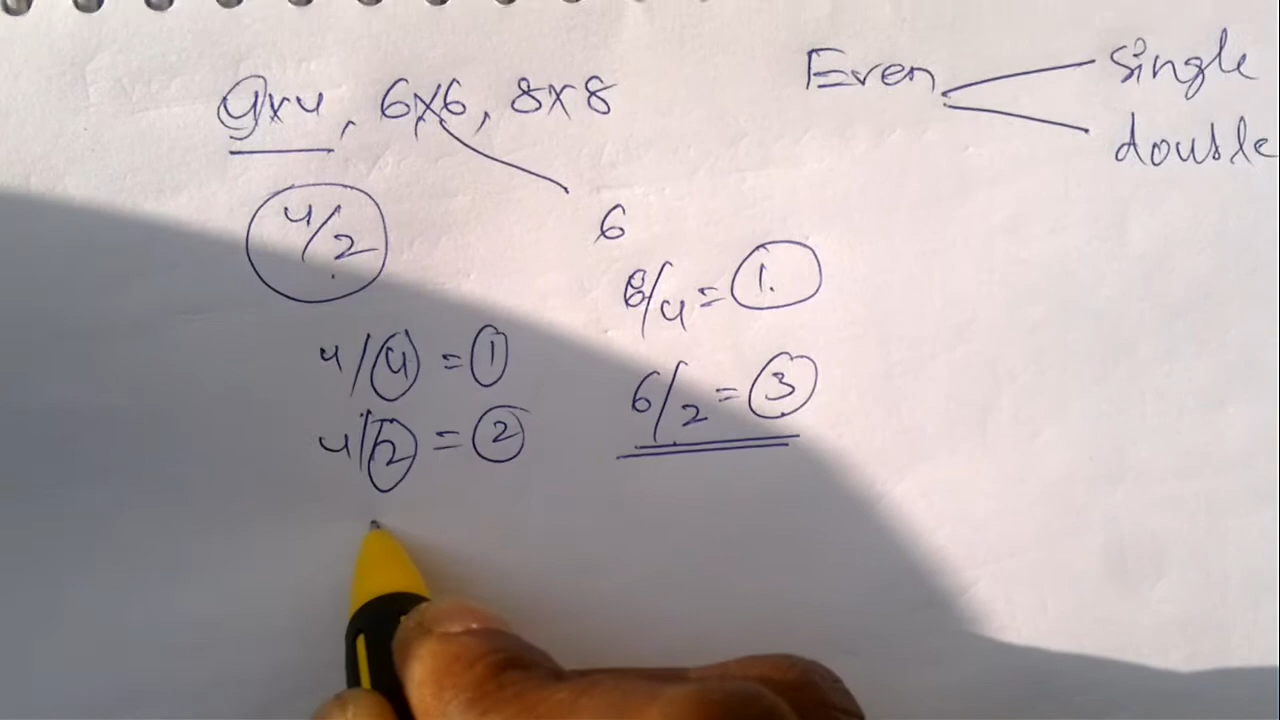 4x4, 6x6, 8x8
Even
single
double
4/2
6
6/4 = 1.
4/4 = 1
6/2 = 3
4/2 = 2